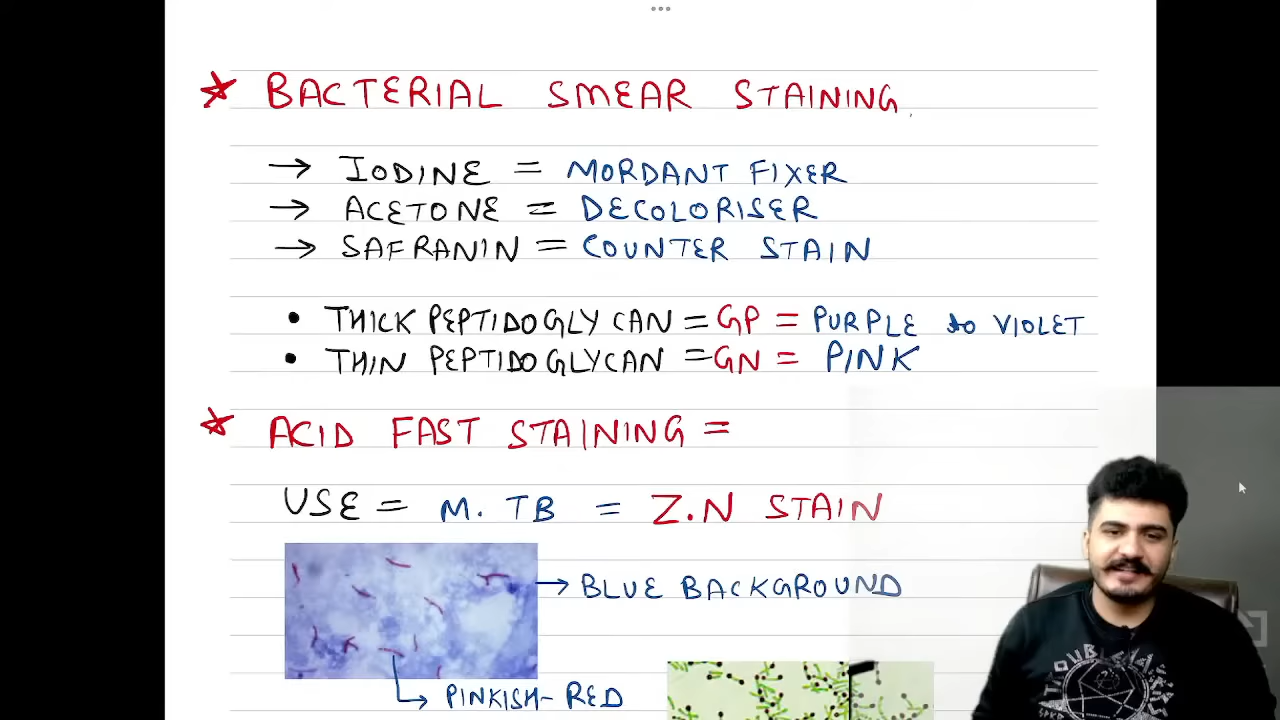 BACTERIAL SMEAR STAINING
→ IODINE = MORDANT FIXER
→ ACETONE = DECOLORISER
→ SAFRANIN = COUNTER STAIN
• THICK PEPTIDOGLYCAN = GP = PURPLE to VIOLET
• THIN PEPTIDOGLYCAN = GN = PINK
ACID FAST STAINING =
USE = M. TB = Z.N STAIN
→ BLUE BACKGROUND
→ PINKISH-RED